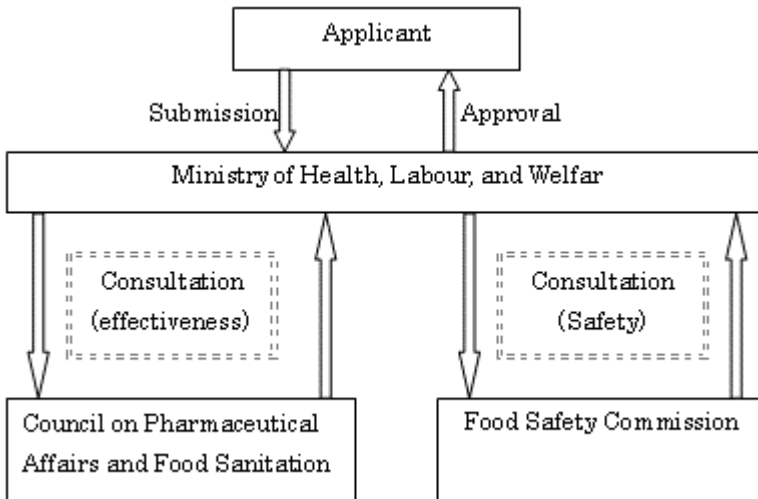 Applicant
Submission
Approval
Ministry of Health, Labour, and Welfar
Consultation
(effectiveness)
Consultation
(Safety)
Council on Pharmaceutical
Affairs and Food Sanitation
Food Safety Commission